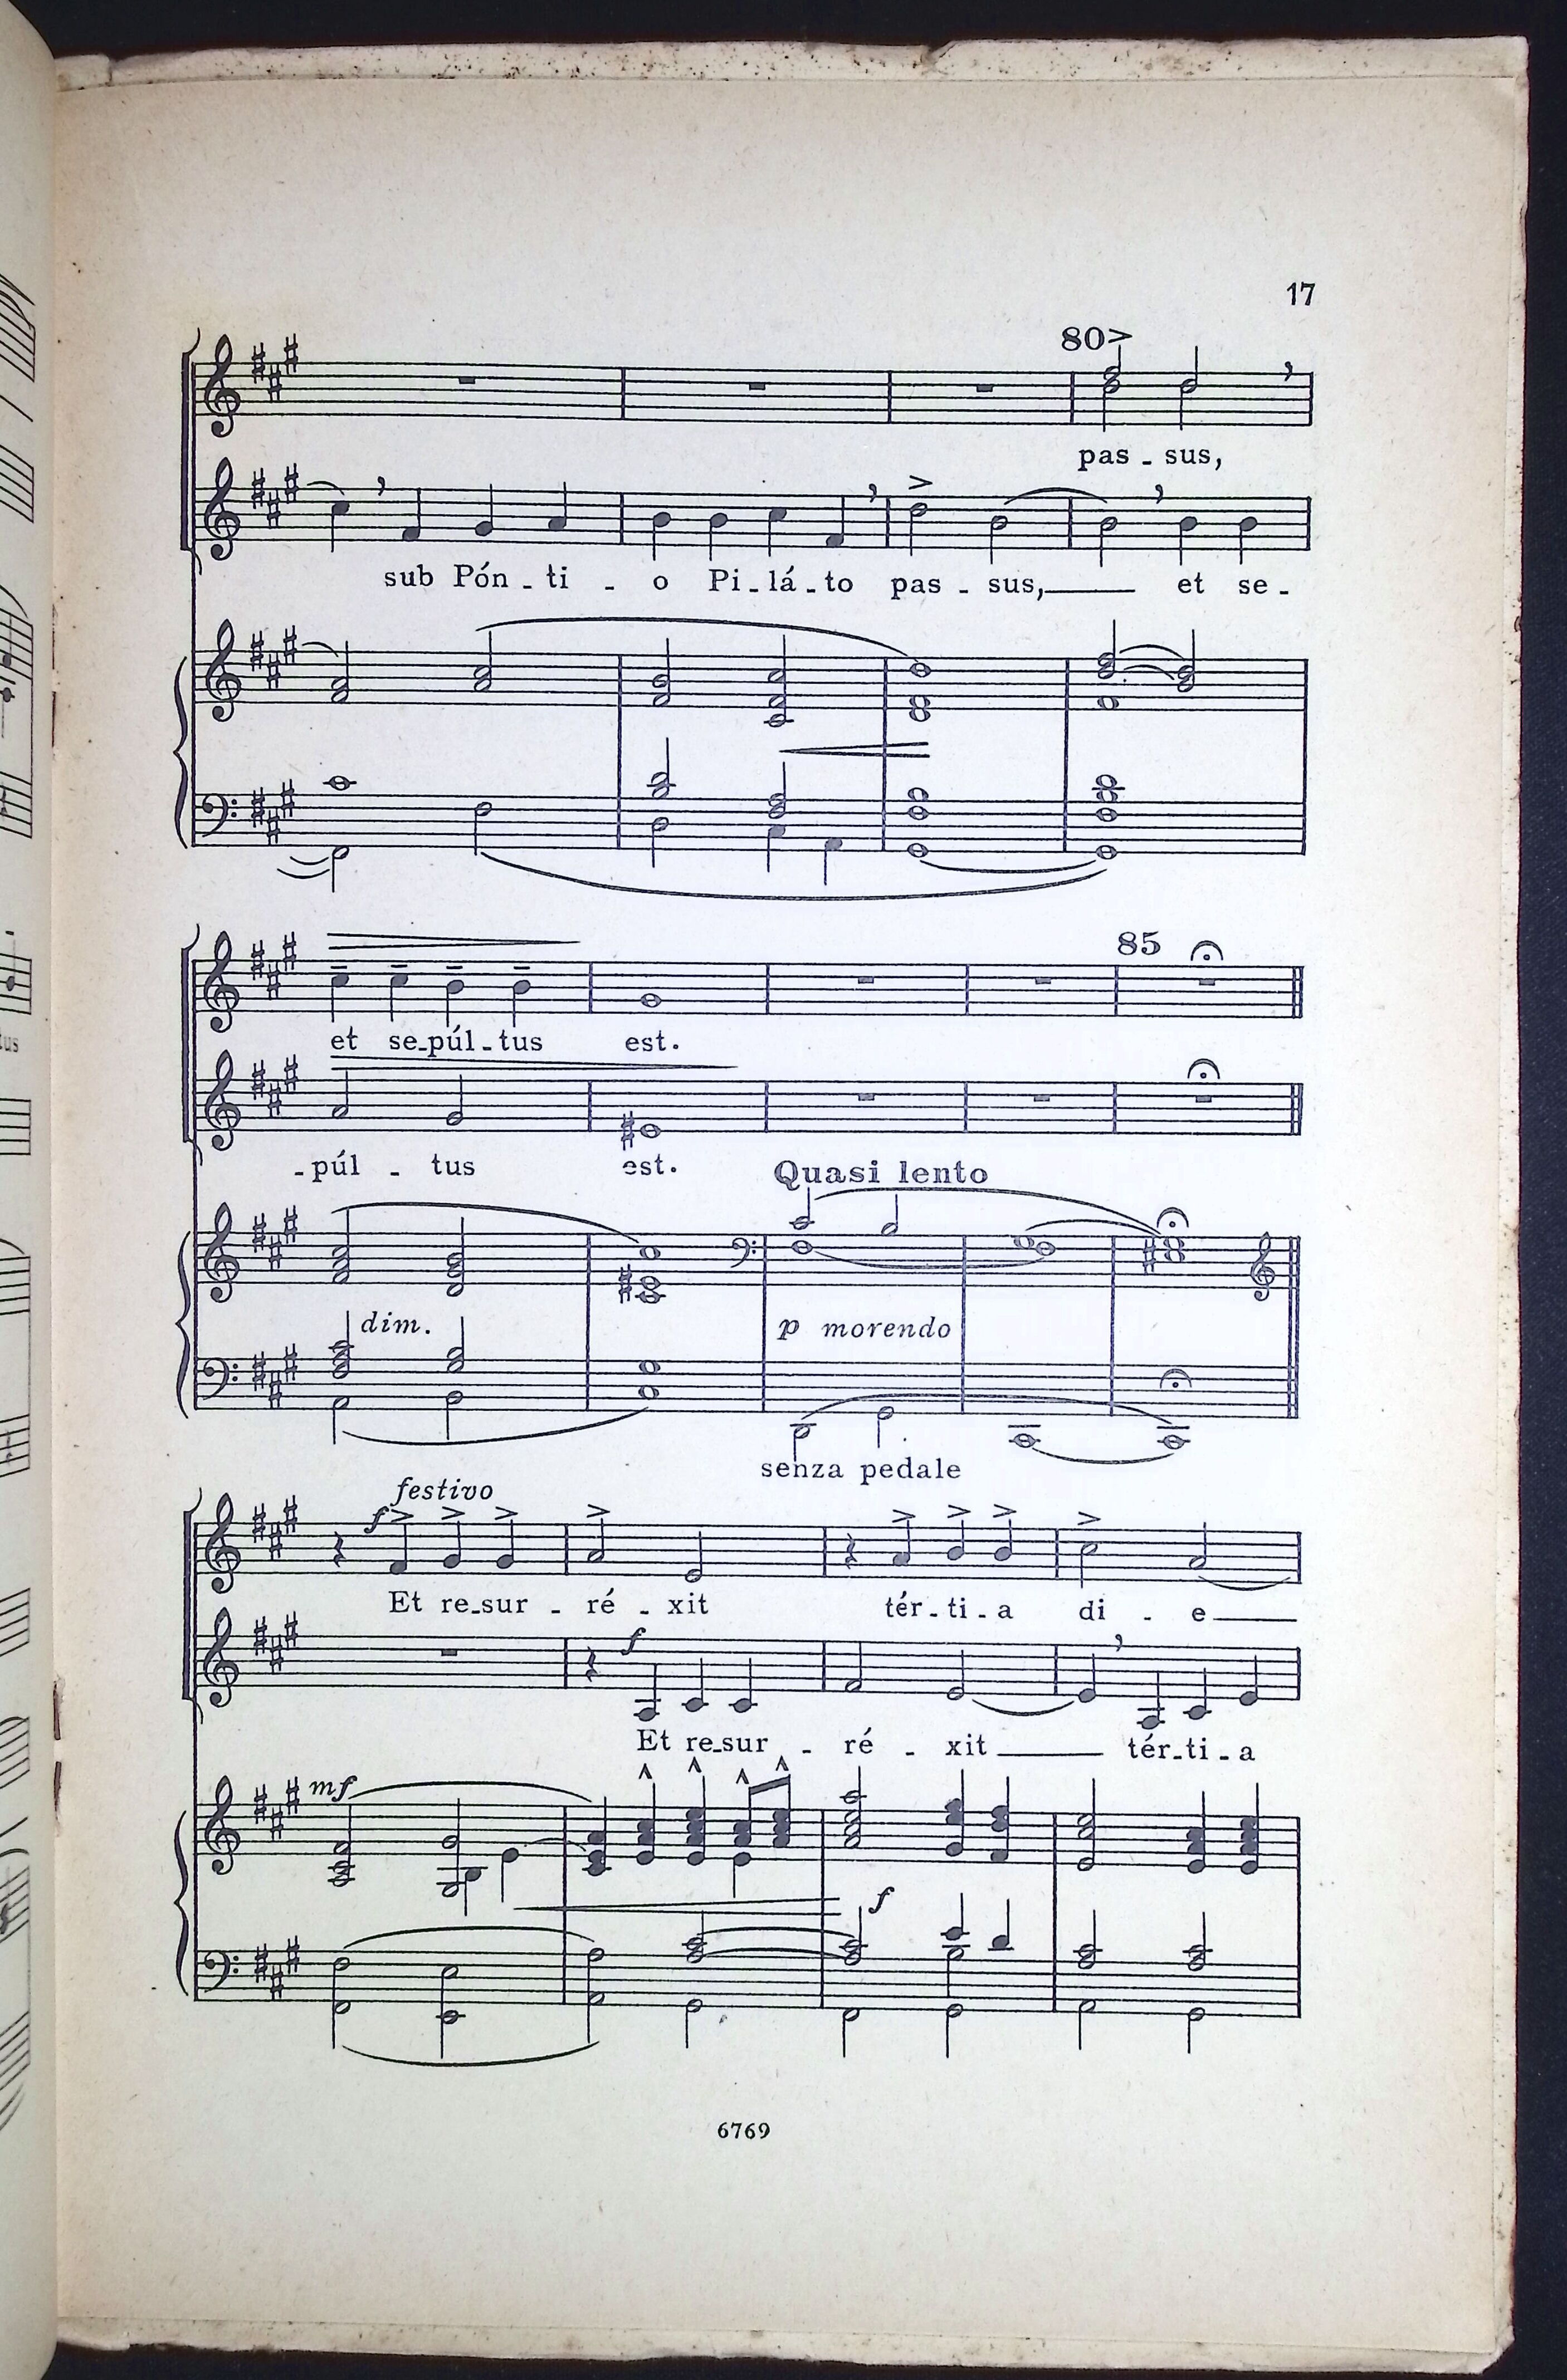 17
80
pas - sus,
sub Pón - ti - o Pi - lá - to pas - sus, et se -
85
et se - púl - tus est.
- púl - tus est.
Quasi lento
dim.
p morendo
senza pedale
festivo
f
Et re - sur - ré - xit tér - ti - a di - e
f
Et re - sur - ré - xit tér - ti - a
mf
f
6769